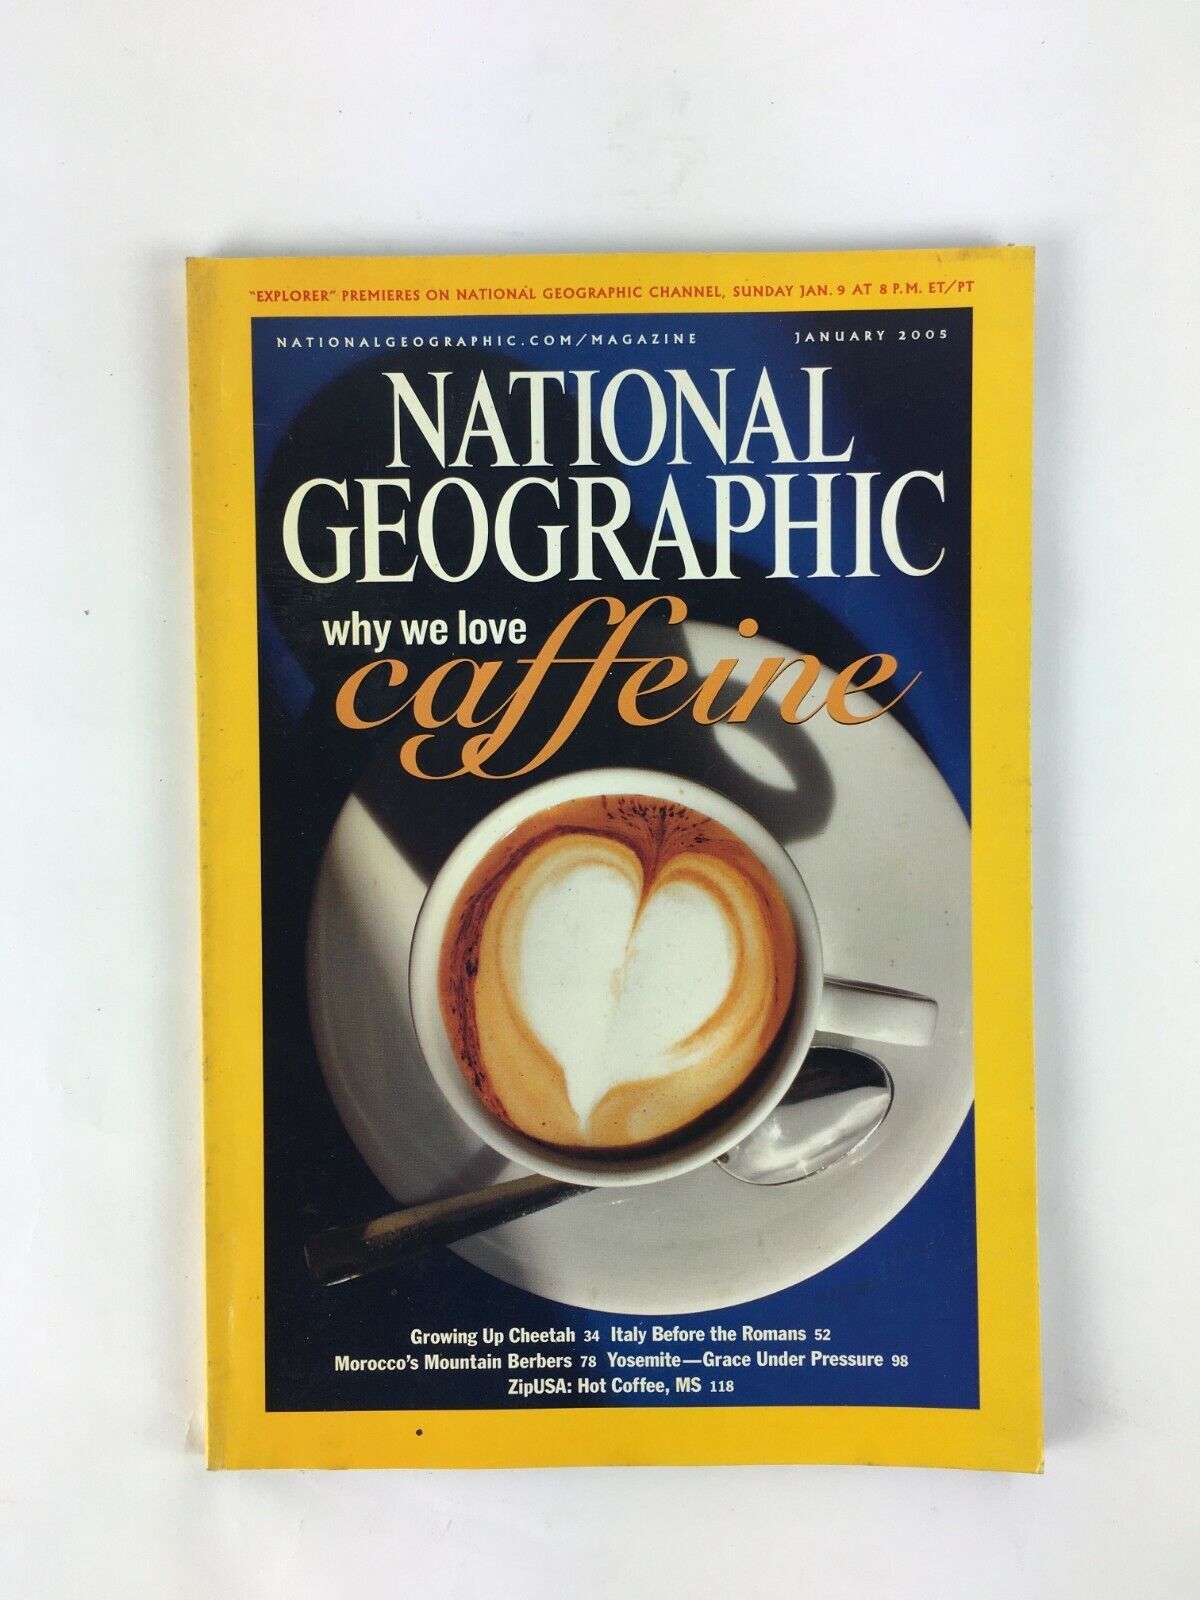 "EXPLORER" PREMIERES ON NATIONAL GEOGRAPHIC CHANNEL, SUNDAY JAN. 9 AT 8 P.M. ET/PT
NATIONALGEOGRAPHIC.COM/MAGAZINE JANUARY 2005
NATIONAL
GEOGRAPHIC
why we love
caffeine
Growing Up Cheetah 34 Italy Before the Romans 52
Morocco's Mountain Berbers 78 Yosemite—Grace Under Pressure 98
ZipUSA: Hot Coffee, MS 118